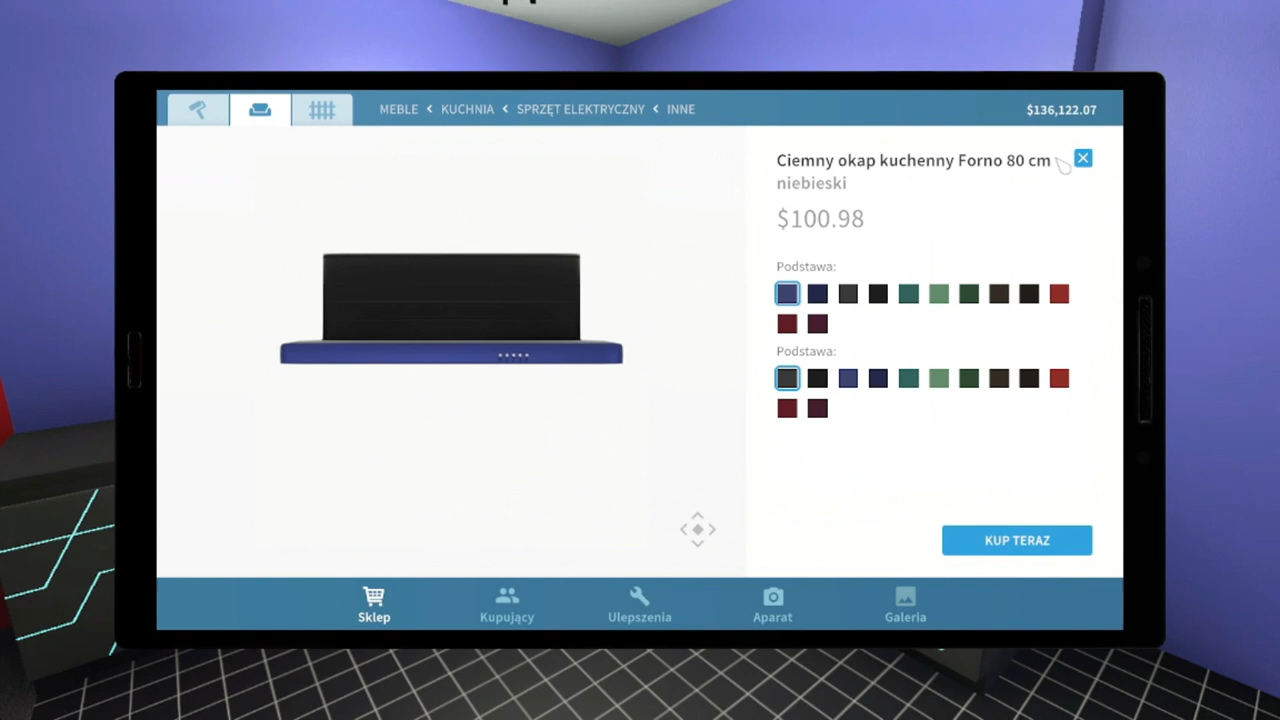 MEBLE < KUCHNIA < SPRZĘT ELEKTRYCZNY < INNE
$136,122.07
Ciemny okap kuchenny Forno 80 cm
niebieski
$100.98
Podstawa:
Podstawa:
KUP TERAZ
Sklep
Kupujący
Ulepszenia
Aparat
Galeria